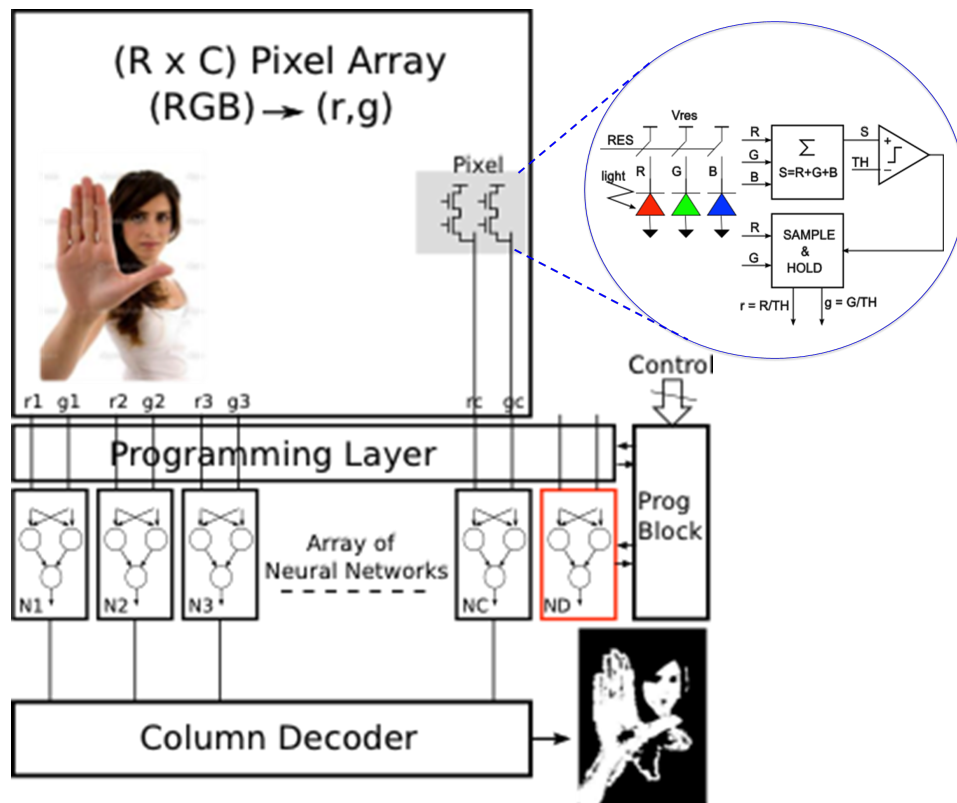 (R x C) Pixel Array
(RGB) → (r,g)
Pixel
Vres
RES
R
G
B
light
R
G
B
Σ
S=R+G+B
S
TH
+
−
R
G
SAMPLE
&
HOLD
r = R/TH
g = G/TH
Control
r1 g1 r2 g2 r3 g3 rc gc
Programming Layer
Prog
Block
Array of
Neural Networks
N1 N2 N3 NC ND
Column Decoder